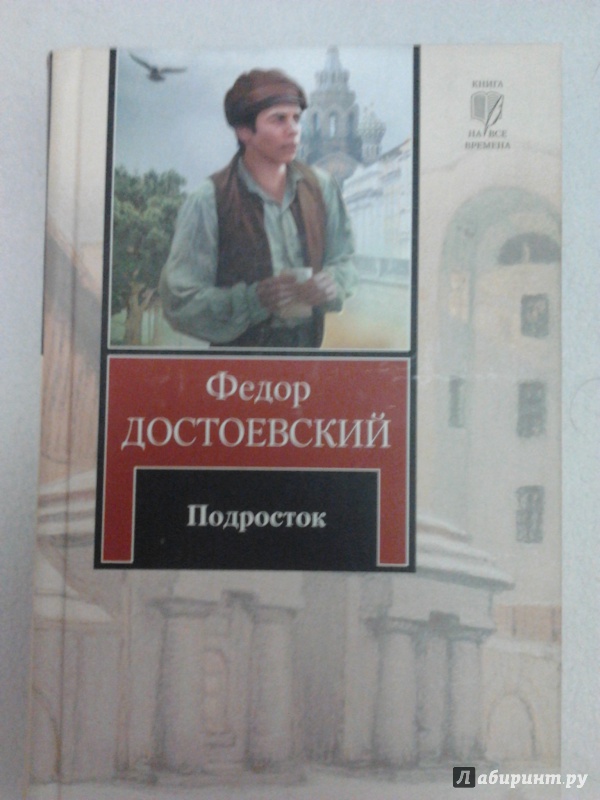 КНИГА
НА ВСЕ
ВРЕМЕНА
Федор
ДОСТОЕВСКИЙ
Подросток
Лабиринт.ру